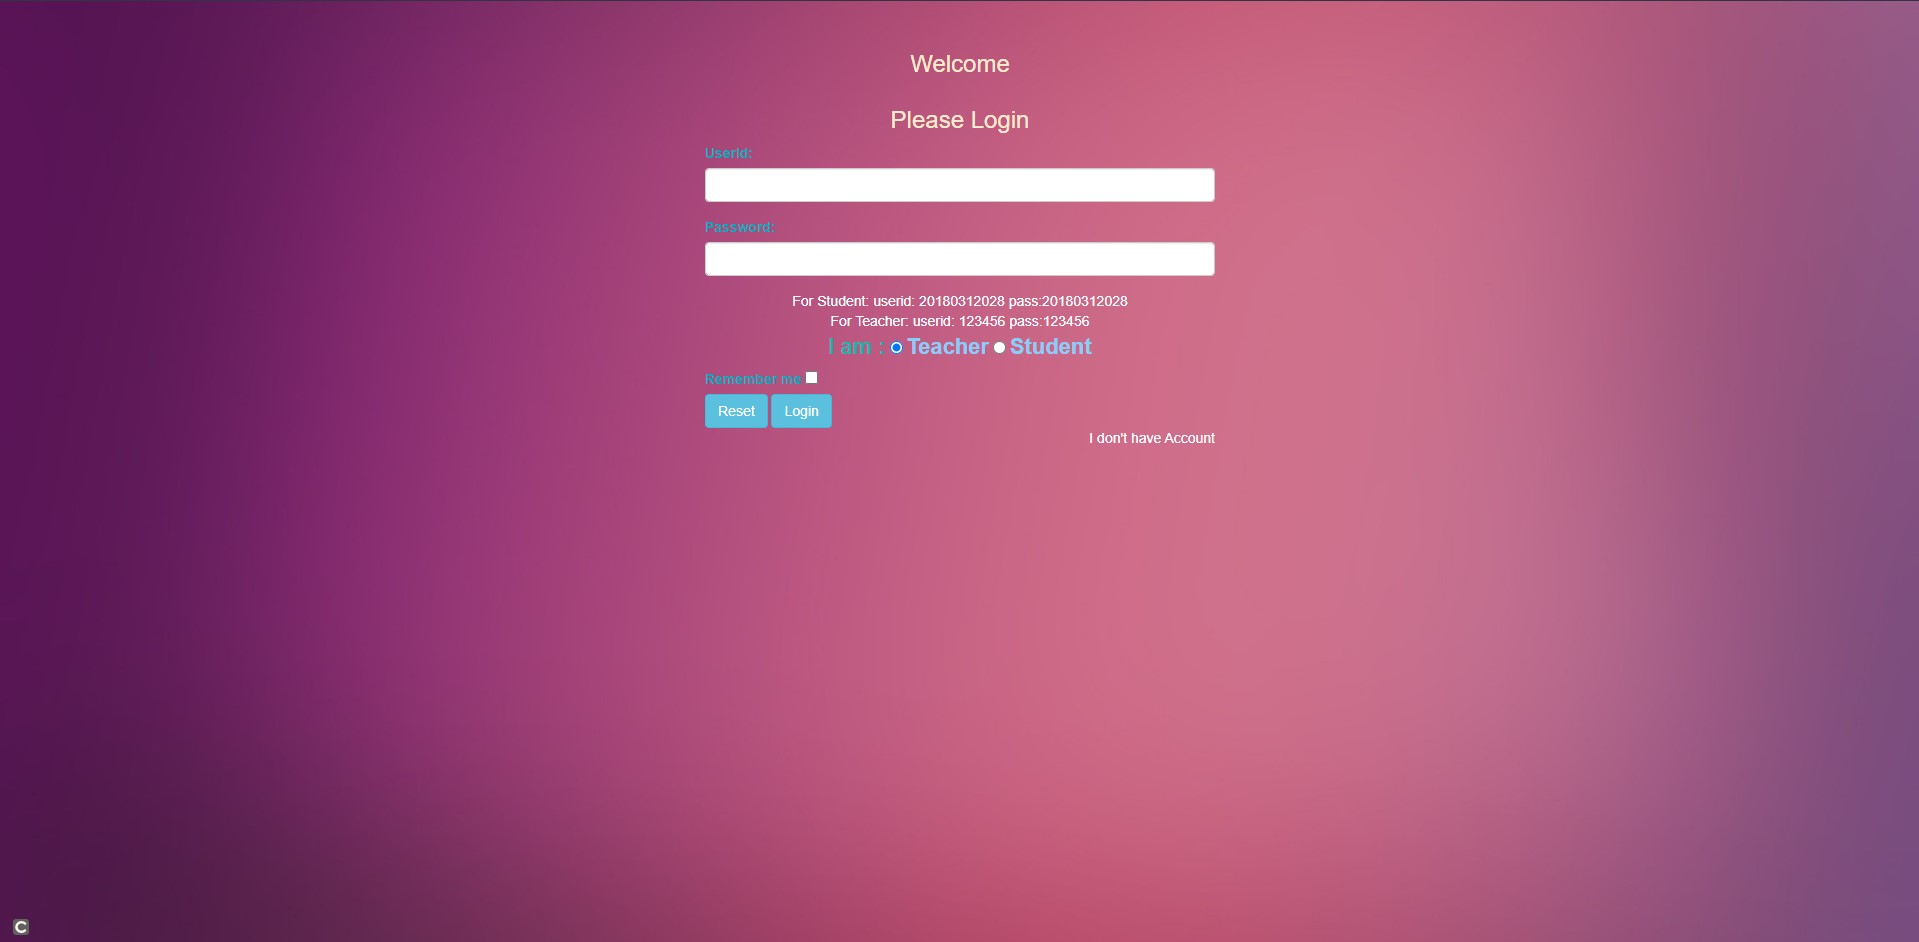 Welcome
Please Login
UserId:
Password:
For Student: userid: 20180312028 pass:20180312028
For Teacher: userid: 123456 pass:123456
I am : Teacher Student
Remember me
Reset Login
I don't have Account
C